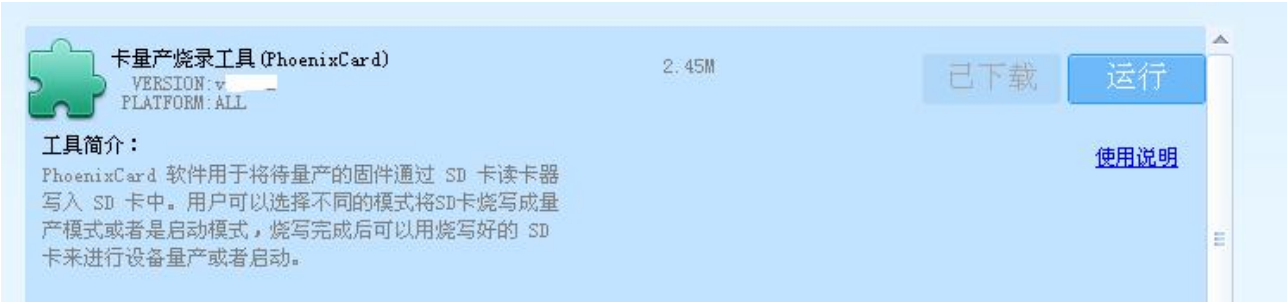 卡量产烧录工具(PhoenixCard)
2.45M
已下载
运行
VERSION:v
PLATFORM:ALL
工具简介：
使用说明
PhoenixCard 软件用于将待量产的固件通过 SD 卡读卡器
写入 SD 卡中。用户可以选择不同的模式将SD卡烧写成量
产模式或者是启动模式，烧写完成后可以用烧写好的 SD
卡来进行设备量产或者启动。